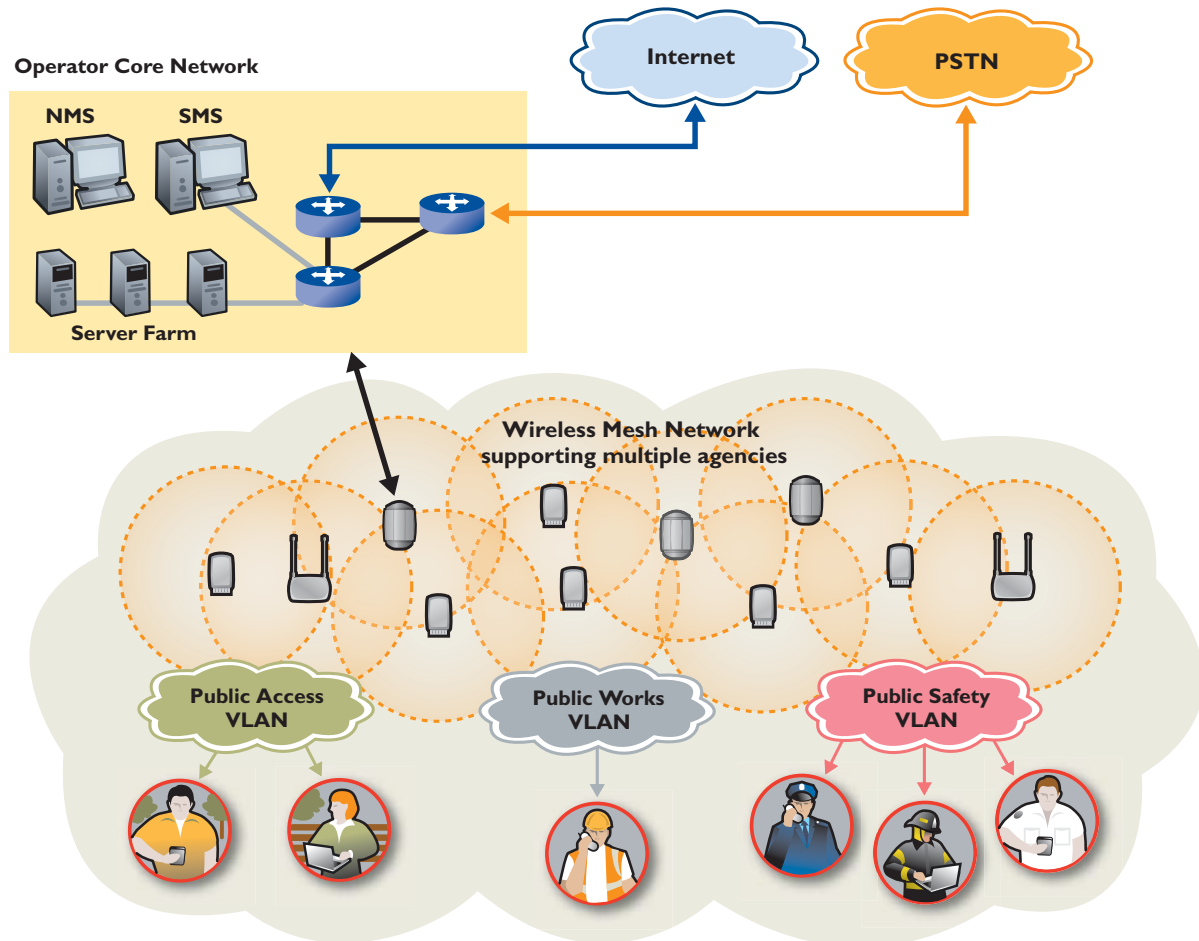 Internet
PSTN
Operator Core Network
NMS
SMS
Server Farm
Wireless Mesh Network
supporting multiple agencies
Public Access
VLAN
Public Works
VLAN
Public Safety
VLAN